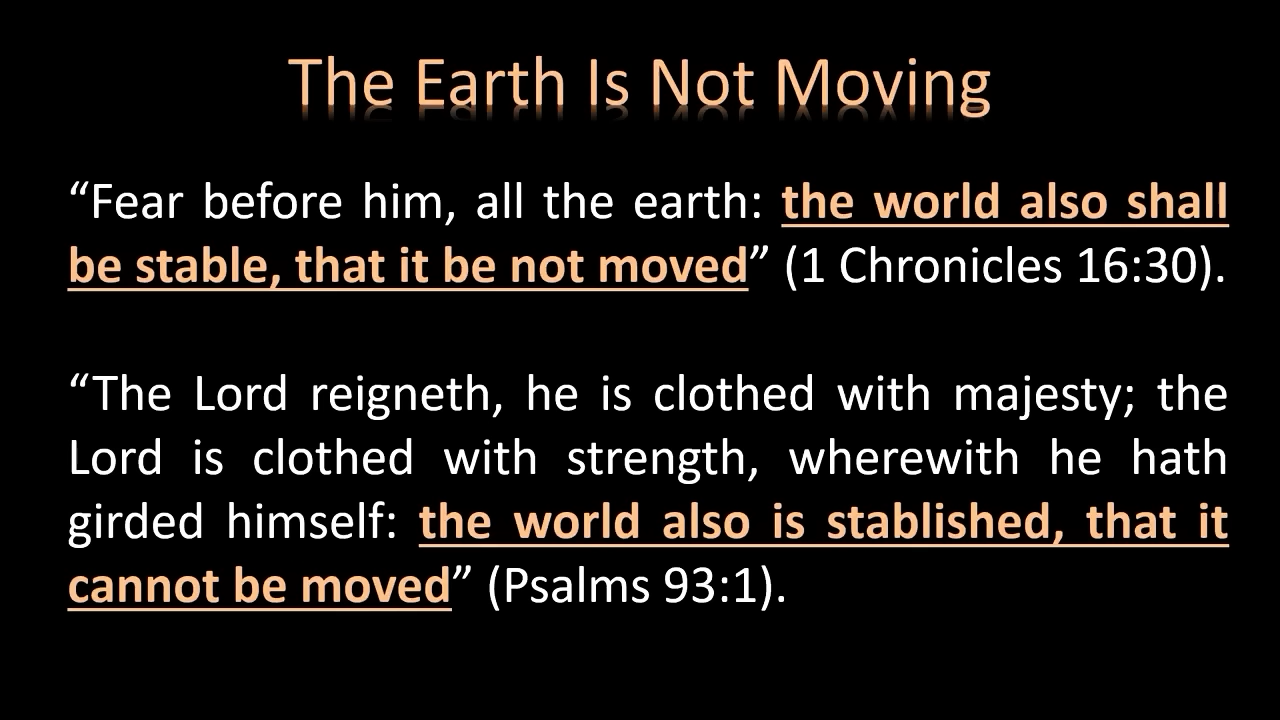 The Earth Is Not Moving
“Fear before him, all the earth: the world also shall
be stable, that it be not moved” (1 Chronicles 16:30).
“The Lord reigneth, he is clothed with majesty; the
Lord is clothed with strength, wherewith he hath
girded himself: the world also is stablished, that it
cannot be moved” (Psalms 93:1).